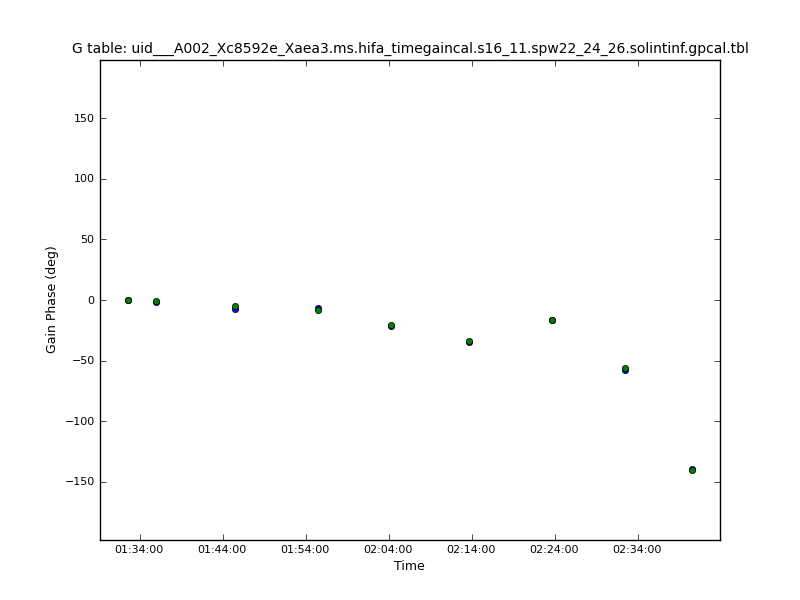 G table: uid___A002_Xc8592e_Xaea3.ms.hifa_timegaincal.s16_11.spw22_24_26.solintinf.gpcal.tbl
150
100
50
0
−50
−100
−150
Gain Phase (deg)
01:34:00 01:44:00 01:54:00 02:04:00 02:14:00 02:24:00 02:34:00
Time